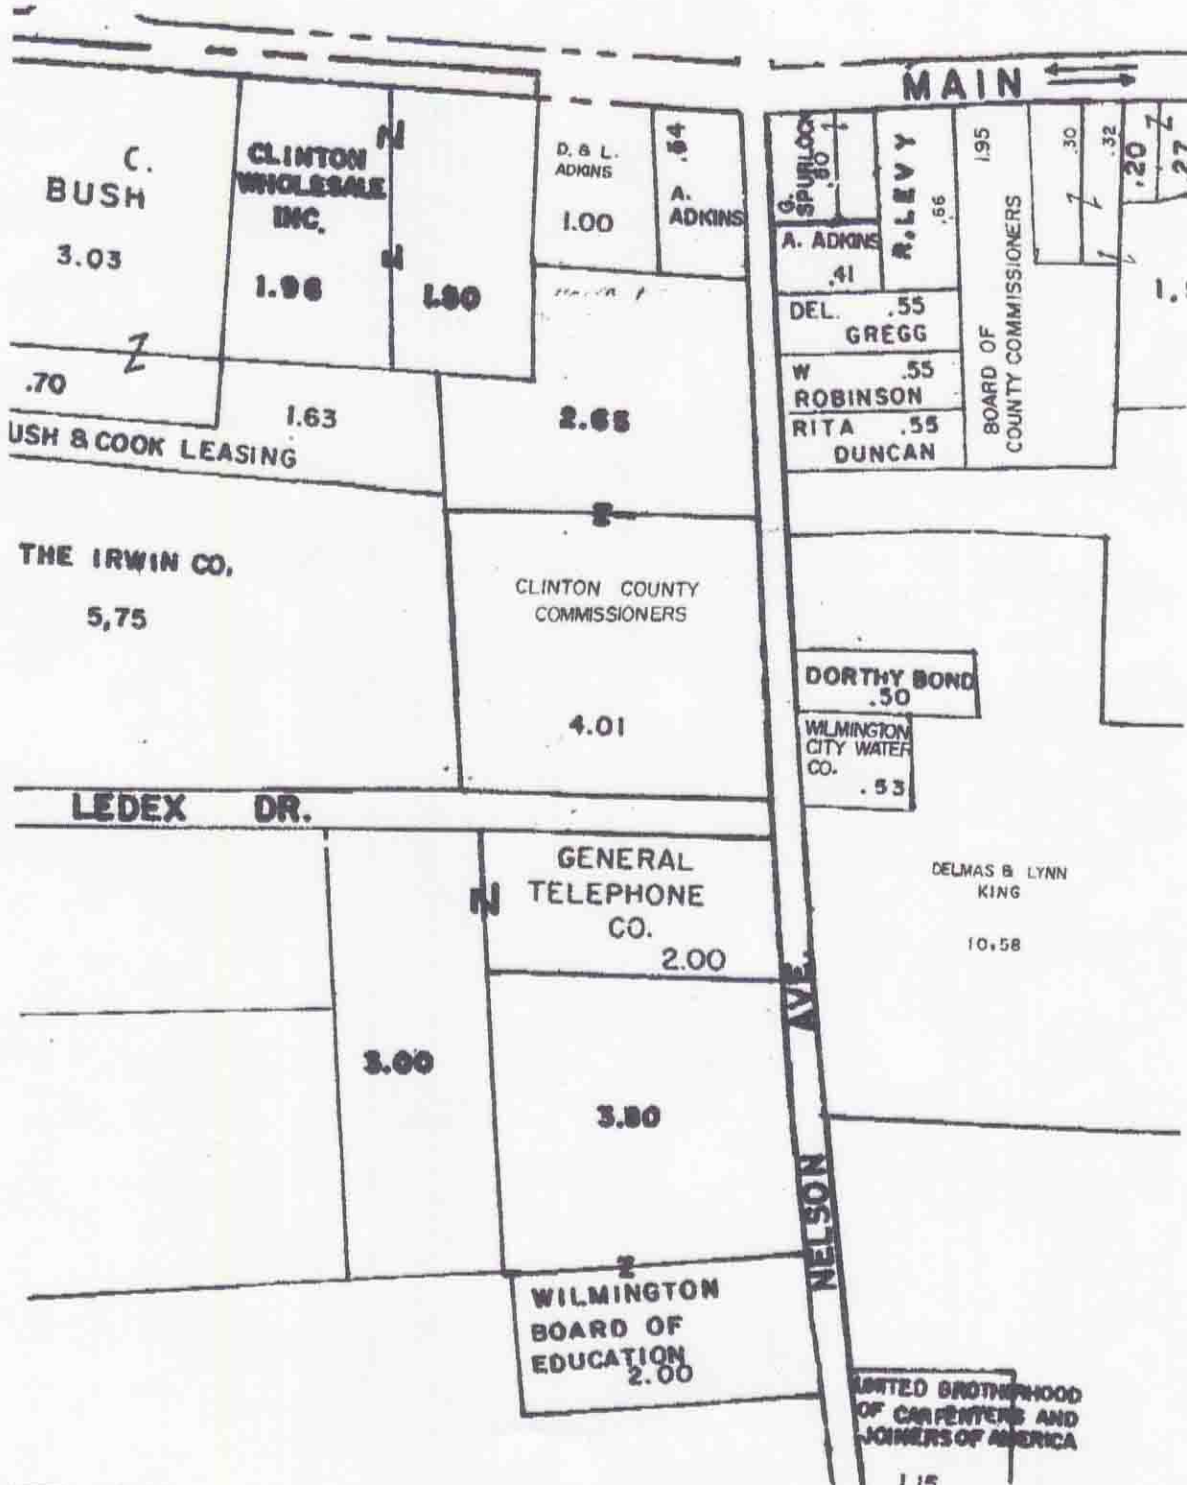 MAIN
C.
BUSH
3.03
CLINTON
WHOLESALE
INC.
1.96
N
1.80
D. & L.
ADKINS
1.00
.64
A.
ADKINS
G.
SPURLOCK
.80
R. LEVY
.66
1.95
BOARD OF
COUNTY COMMISSIONERS
.30
.32
.20
.27
A. ADKINS
.41
DEL. .55
GREGG
W .55
ROBINSON
RITA .55
DUNCAN
Z
.70
1.63
USH & COOK LEASING
2.68
Z
THE IRWIN CO.
5,75
CLINTON COUNTY
COMMISSIONERS
4.01
DORTHY BOND
.50
WILMINGTON
CITY WATER
CO.
.53
LEDEX DR.
GENERAL
TELEPHONE
CO.
2.00
N
DELMAS & LYNN
KING
10.58
NELSON AVE.
3.00
3.80
Z
WILMINGTON
BOARD OF
EDUCATION
2.00
UNITED BROTHERHOOD
OF CARPENTERS AND
JOINERS OF AMERICA
1.15